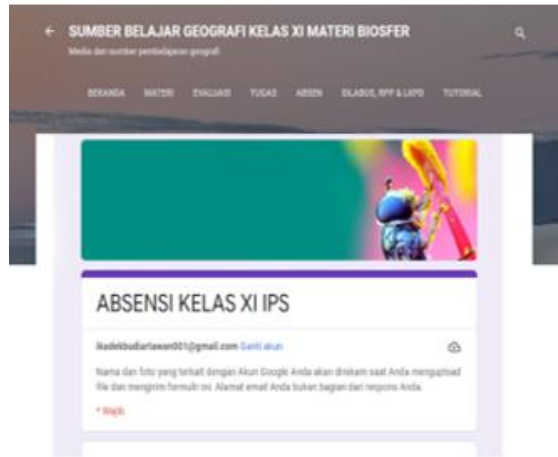 SUMBER BELAJAR GEOGRAFI KELAS XI MATERI BIOSFER
Media dan sumber pembelajaran geografi
BERANDA MATERI EVALUASI TUGAS ABSEN SILABUS, RPP & LKPD TUTORIAL
ABSENSI KELAS XI IPS
ikadekbudiartawan001@gmail.com Ganti akun
Nama dan foto yang terkait dengan Akun Google Anda akan direkam saat Anda mengupload
file dan mengirim formulir ini. Alamat email Anda bukan bagian dari respons Anda.
* Wajib